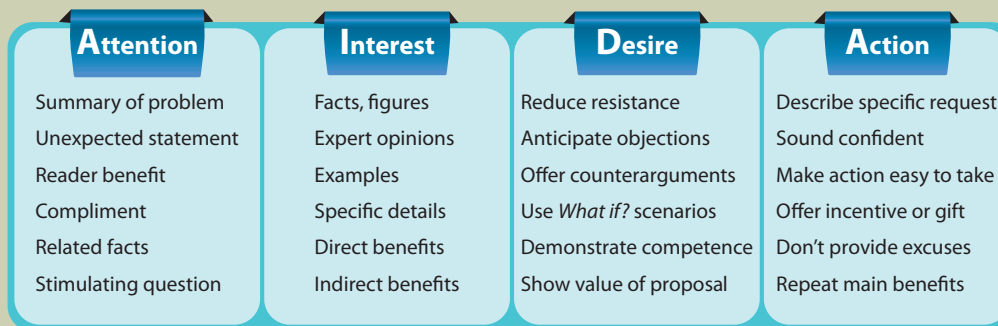 Attention
Summary of problem
Unexpected statement
Reader benefit
Compliment
Related facts
Stimulating question
Interest
Facts, figures
Expert opinions
Examples
Specific details
Direct benefits
Indirect benefits
Desire
Reduce resistance
Anticipate objections
Offer counterarguments
Use What if? scenarios
Demonstrate competence
Show value of proposal
Action
Describe specific request
Sound confident
Make action easy to take
Offer incentive or gift
Don't provide excuses
Repeat main benefits